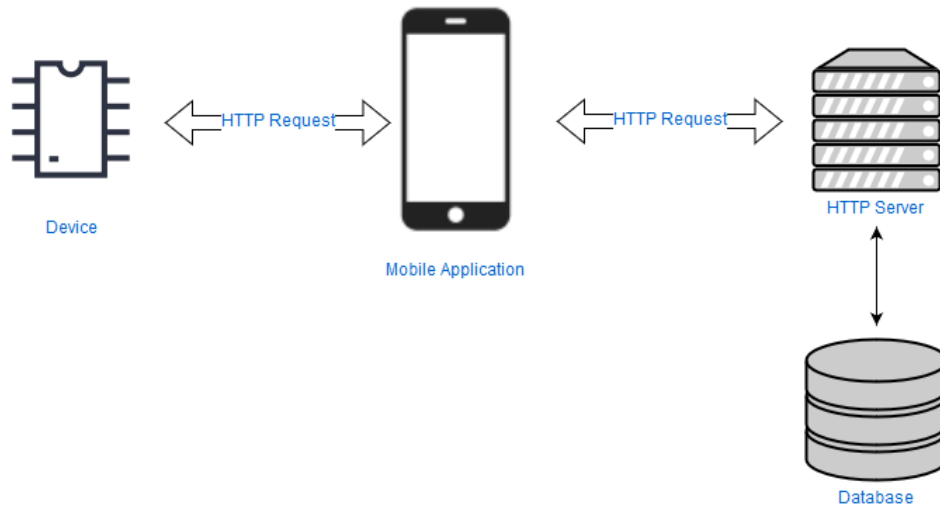 HTTP Request
HTTP Request
Device
Mobile Application
HTTP Server
Database